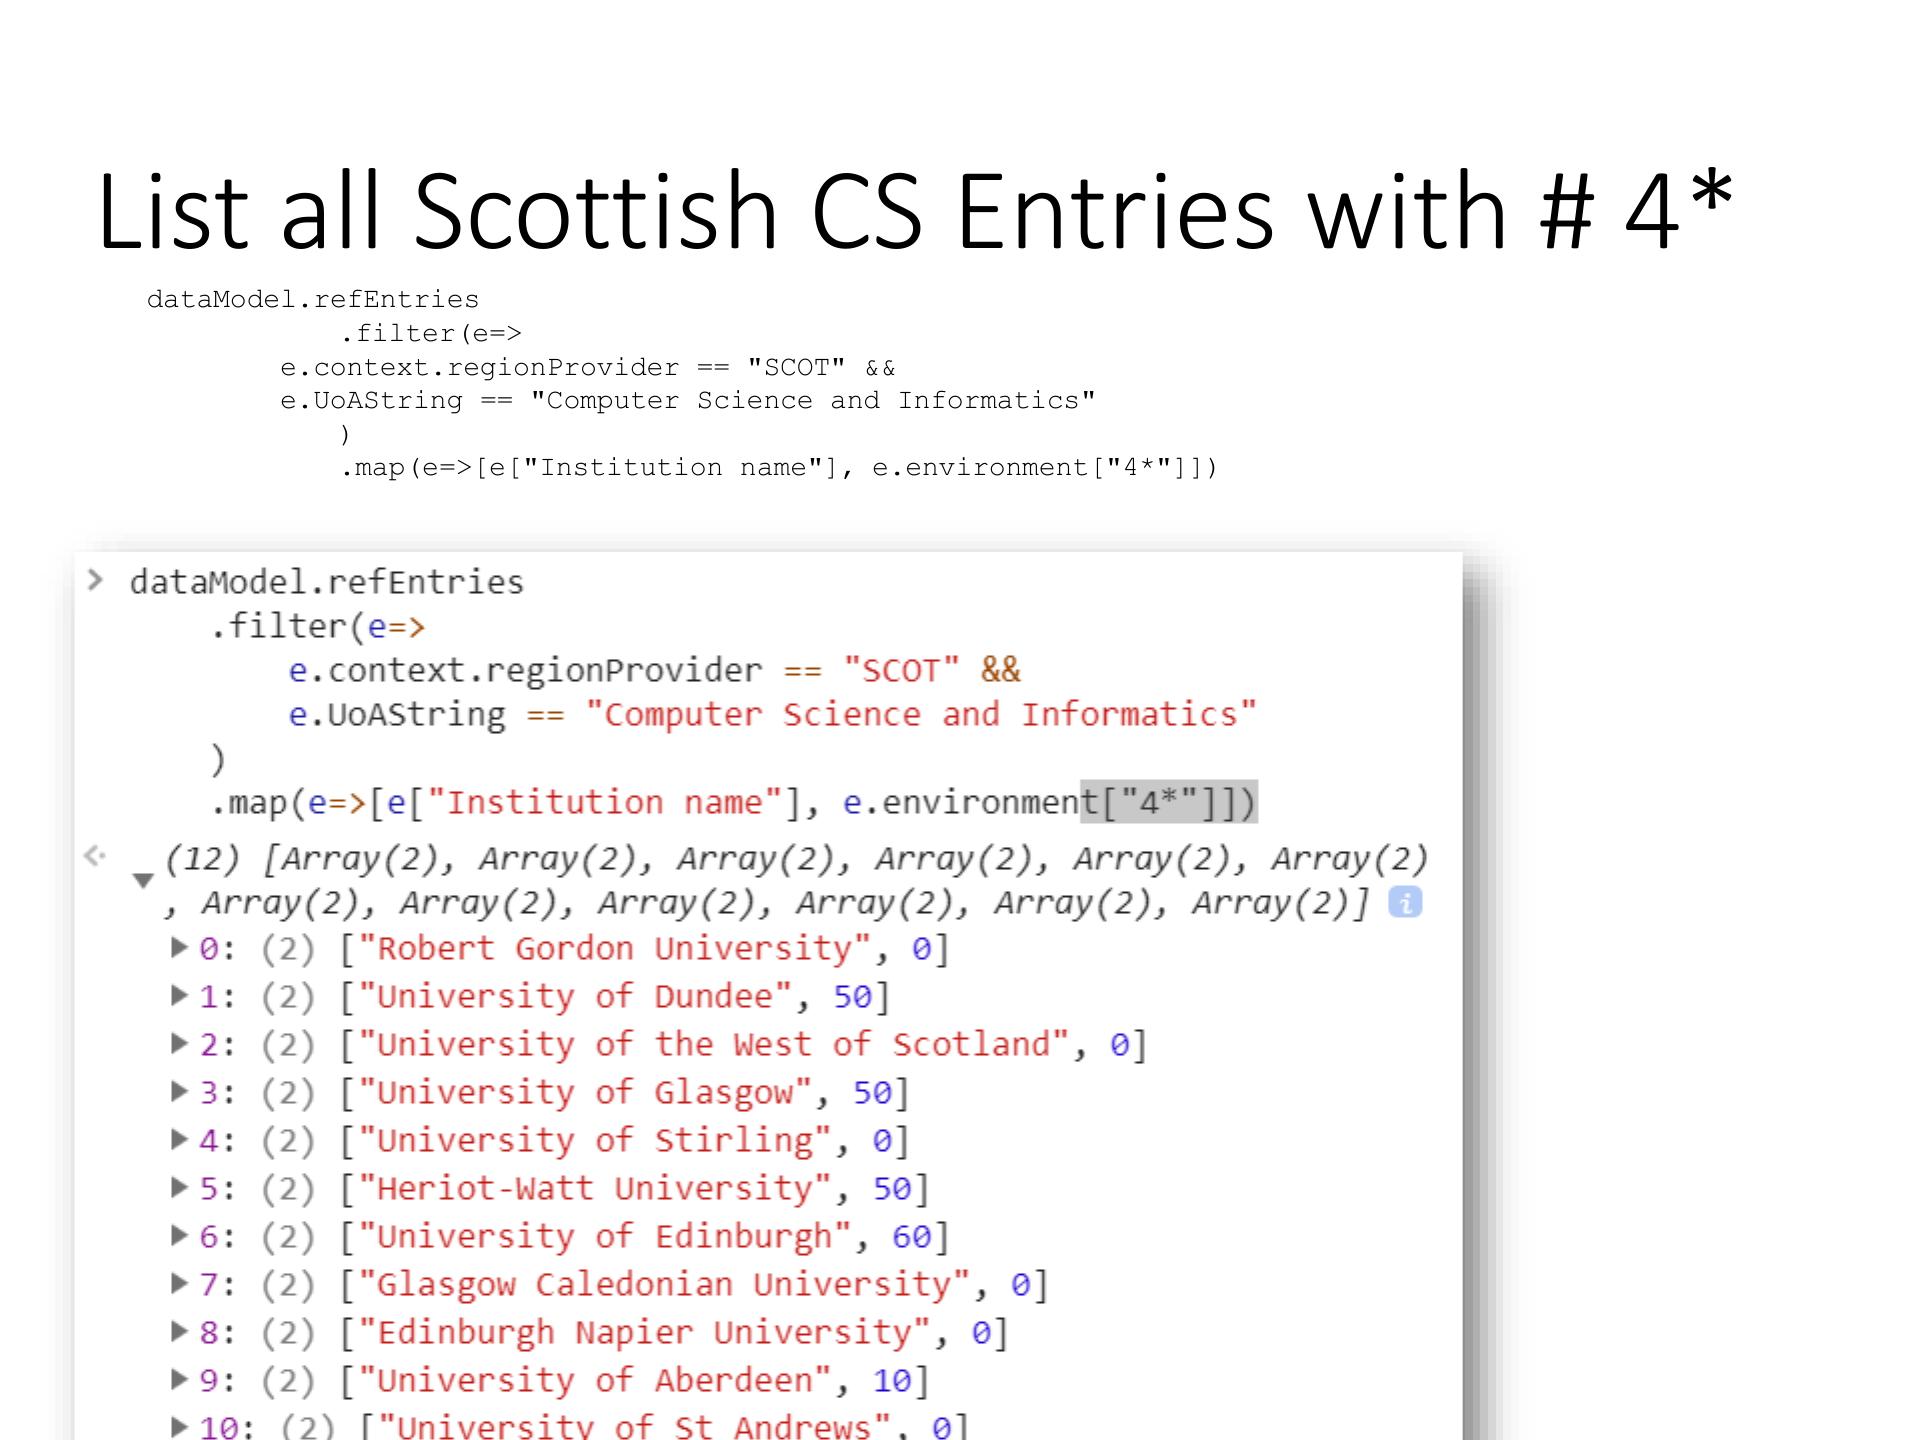 List all Scottish CS Entries with # 4*
dataModel.refEntries
.filter(e=>
e.context.regionProvider == "SCOT" &&
e.UoAString == "Computer Science and Informatics"
)
.map(e=>[e["Institution name"], e.environment["4*"]])
> dataModel.refEntries
.filter(e=>
e.context.regionProvider == "SCOT" &&
e.UoAString == "Computer Science and Informatics"
)
.map(e=>[e["Institution name"], e.environment["4*"]])
(12) [Array(2), Array(2), Array(2), Array(2), Array(2), Array(2)
, Array(2), Array(2), Array(2), Array(2), Array(2), Array(2)] i
0: (2) ["Robert Gordon University", 0]
1: (2) ["University of Dundee", 50]
2: (2) ["University of the West of Scotland", 0]
3: (2) ["University of Glasgow", 50]
4: (2) ["University of Stirling", 0]
5: (2) ["Heriot-Watt University", 50]
6: (2) ["University of Edinburgh", 60]
7: (2) ["Glasgow Caledonian University", 0]
8: (2) ["Edinburgh Napier University", 0]
9: (2) ["University of Aberdeen", 10]
10: (2) ["University of St Andrews", 0]